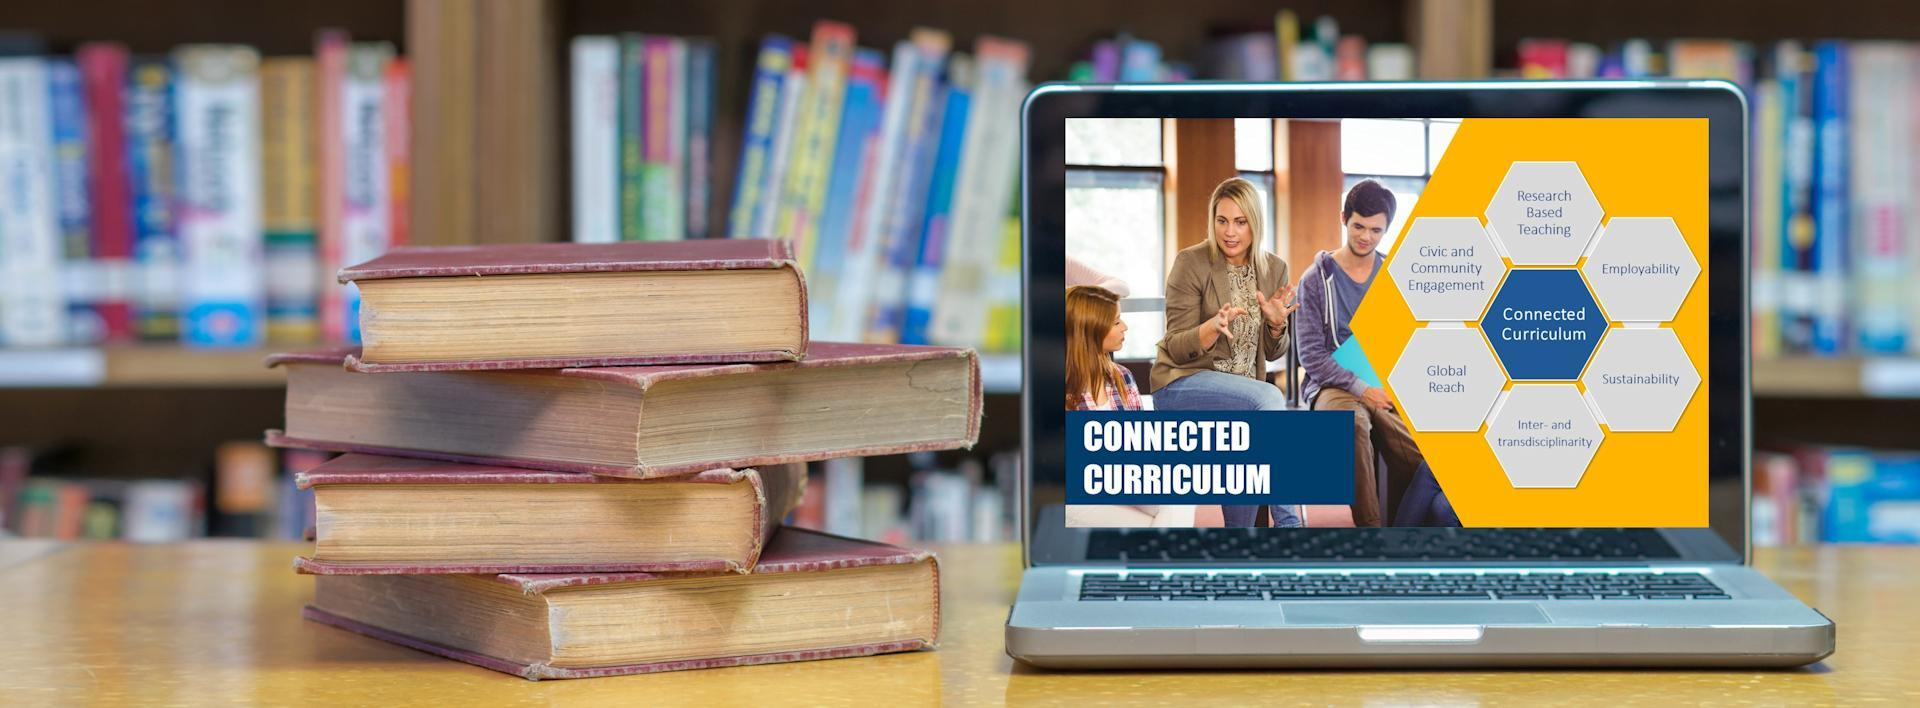 CONNECTED
CURRICULUM
Research
Based
Teaching
Civic and
Community
Engagement
Employability
Connected
Curriculum
Global
Reach
Sustainability
Inter- and
transdisciplinarity